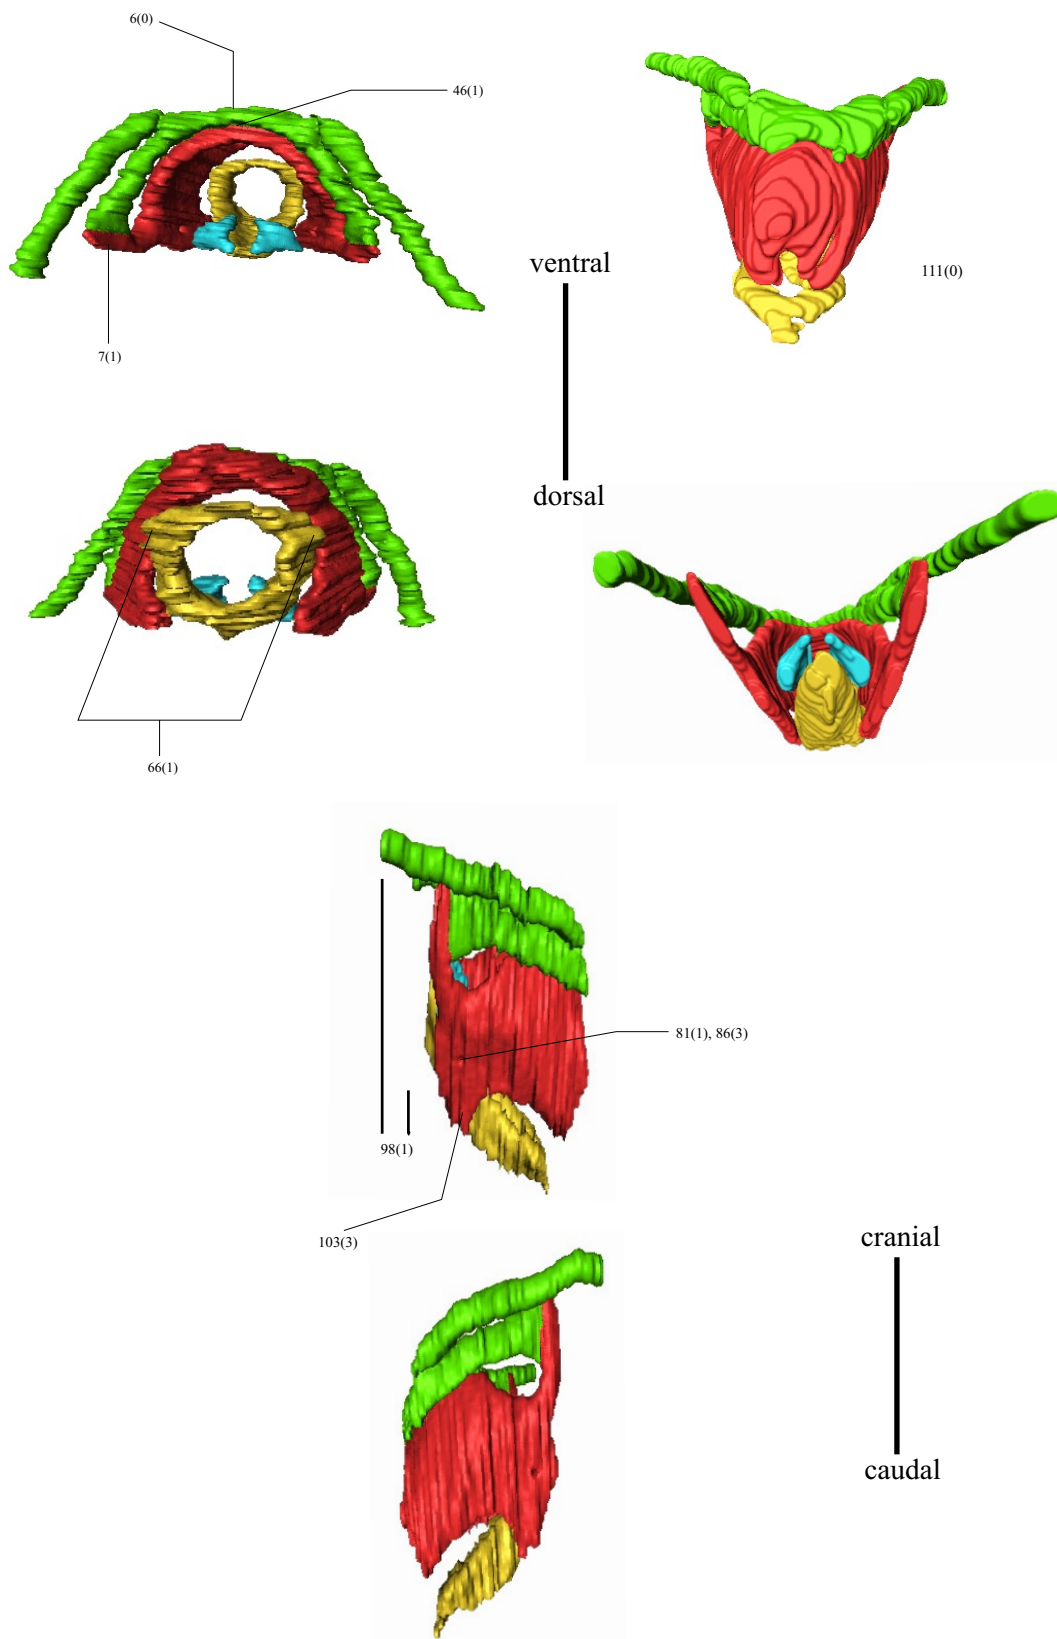 6(0)
46(1)
ventral
111(0)
7(1)
dorsal
66(1)
81(1), 86(3)
98(1)
103(3)
cranial
caudal